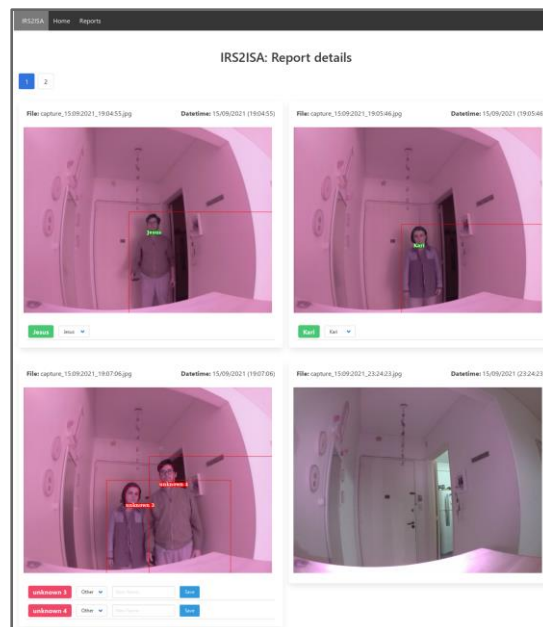 IRS2ISA Home Reports
IRS2ISA: Report details
1 2
File: capture_15:09:2021_19:04:55.jpg Datetime: 15/09/2021 (19:04:55)
File: capture_15:09:2021_19:05:46.jpg Datetime: 15/09/2021 (19:05:46
Jesus
Karl
Jesus Jesus
Karl Karl
File: capture_15:09:2021_19:07:06.jpg Datetime: 15/09/2021 (19:07:06)
File: capture_15:09:2021_23:24:23.jpg Datetime: 15/09/2021 (23:24:23
unknown 4
unknown 3
unknown 3 Other Save
unknown 4 Other Save